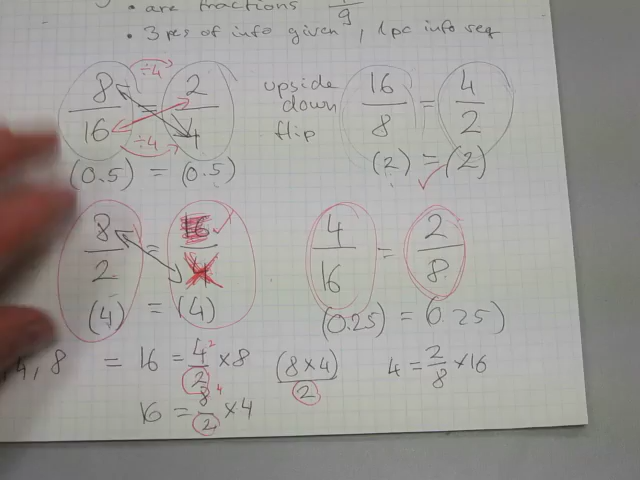 • are fractions
• 3 pcs of info given, 1 pc info req
8/16 = 2/4
÷4
÷4
(0.5) = (0.5)
upside
down
flip
16/8 = 4/2
(2) = (2) ✓
8/2 = 16/4 ✓
(4) = (4)
4/16 = 2/8
(0.25) = (0.25)
4, 8 = 16 = 4²/2 × 8
(8×4)/2
4 = 2/8 × 16
16 = 8⁴/2 × 4